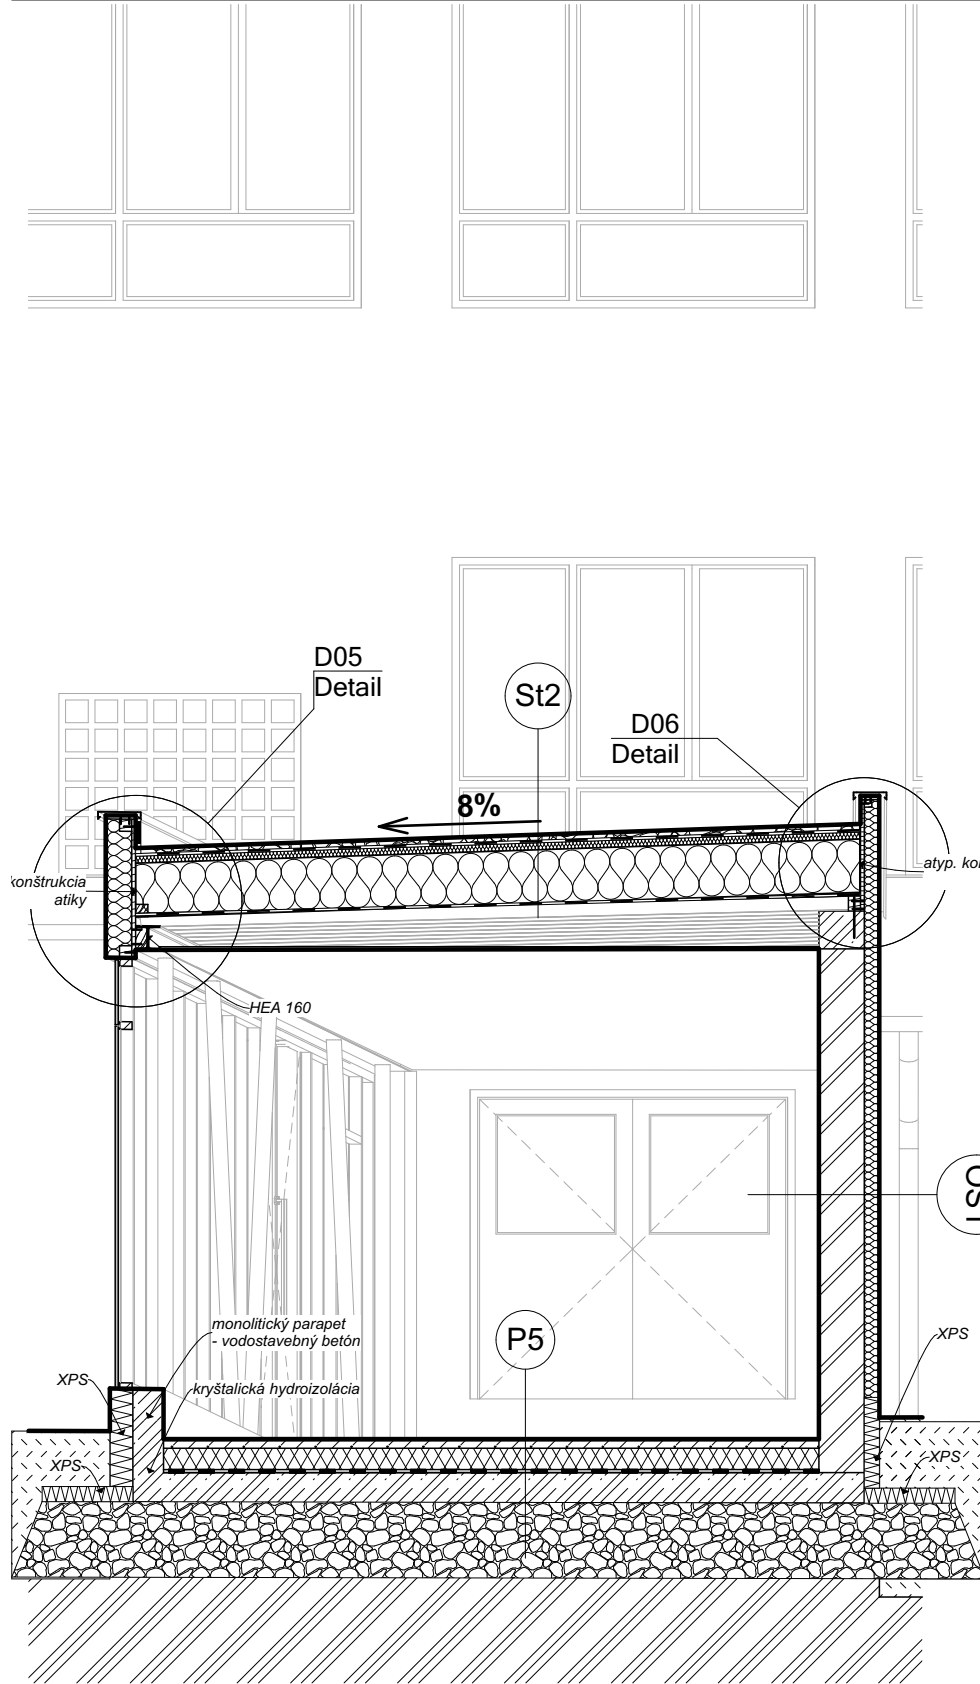 D05
Detail
St2
D06
Detail
8%
konštrukcia
atiky
atyp.
HEA 160
monolitický parapet
- vodostavebný betón
P5
XPS
XPS
kryštalická hydroizolácia
XPS
XPS